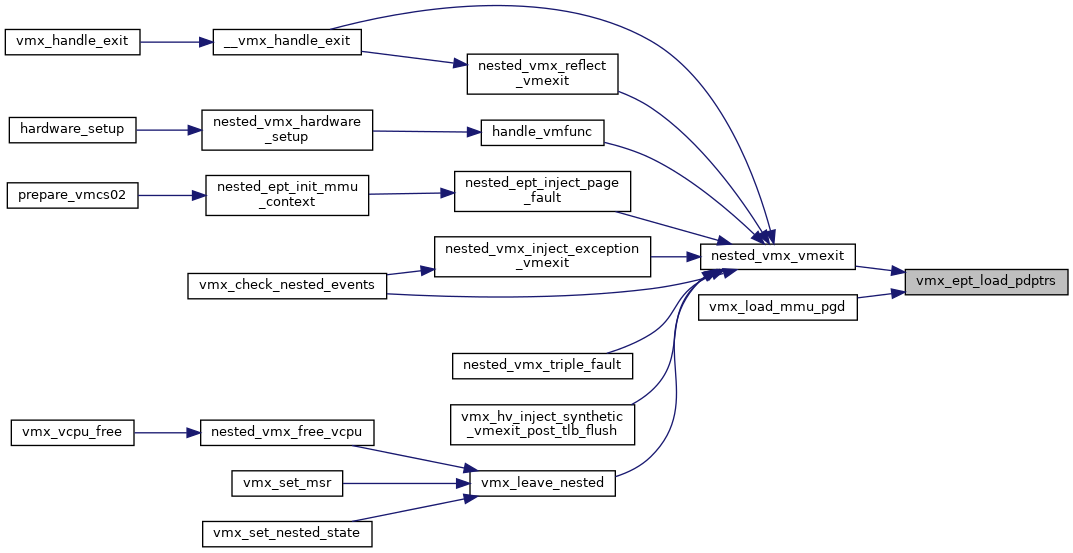 vmx_handle_exit
__vmx_handle_exit
nested_vmx_reflect
_vmexit
hardware_setup
nested_vmx_hardware
_setup
handle_vmfunc
prepare_vmcs02
nested_ept_init_mmu
_context
nested_ept_inject_page
_fault
nested_vmx_inject_exception
_vmexit
nested_vmx_vmexit
vmx_check_nested_events
vmx_ept_load_pdptrs
vmx_load_mmu_pgd
nested_vmx_triple_fault
vmx_hv_inject_synthetic
_vmexit_post_tlb_flush
vmx_vcpu_free
nested_vmx_free_vcpu
vmx_set_msr
vmx_leave_nested
vmx_set_nested_state